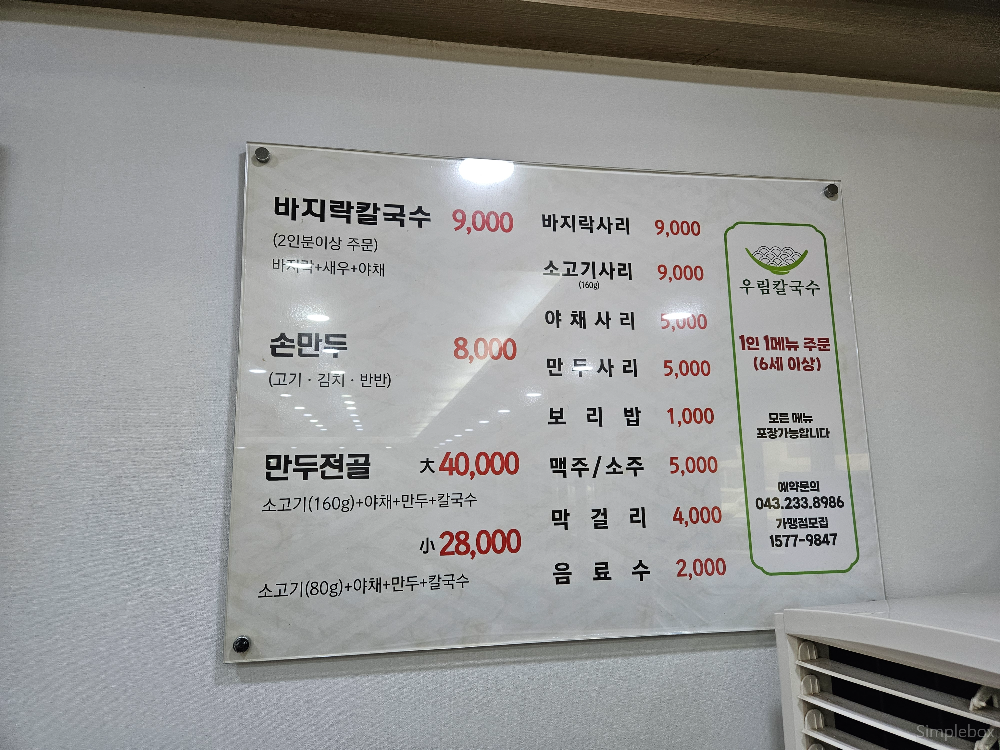 바지락칼국수 9,000
(2인분이상 주문)
바지락+새우+야채
손만두 8,000
(고기 · 김치 · 반반)
만두전골 大 40,000
소고기(160g)+야채+만두+칼국수
小 28,000
소고기(80g)+야채+만두+칼국수
바지락사리 9,000
소고기사리 9,000
(160g)
야채사리 5,000
만두사리 5,000
보리밥 1,000
맥주/소주 5,000
막걸리 4,000
음료수 2,000
우림칼국수
1인 1메뉴 주문
(6세 이상)
모든 메뉴
포장가능합니다
예약문의
043.233.8986
가맹점모집
1577-9847
Simplebox